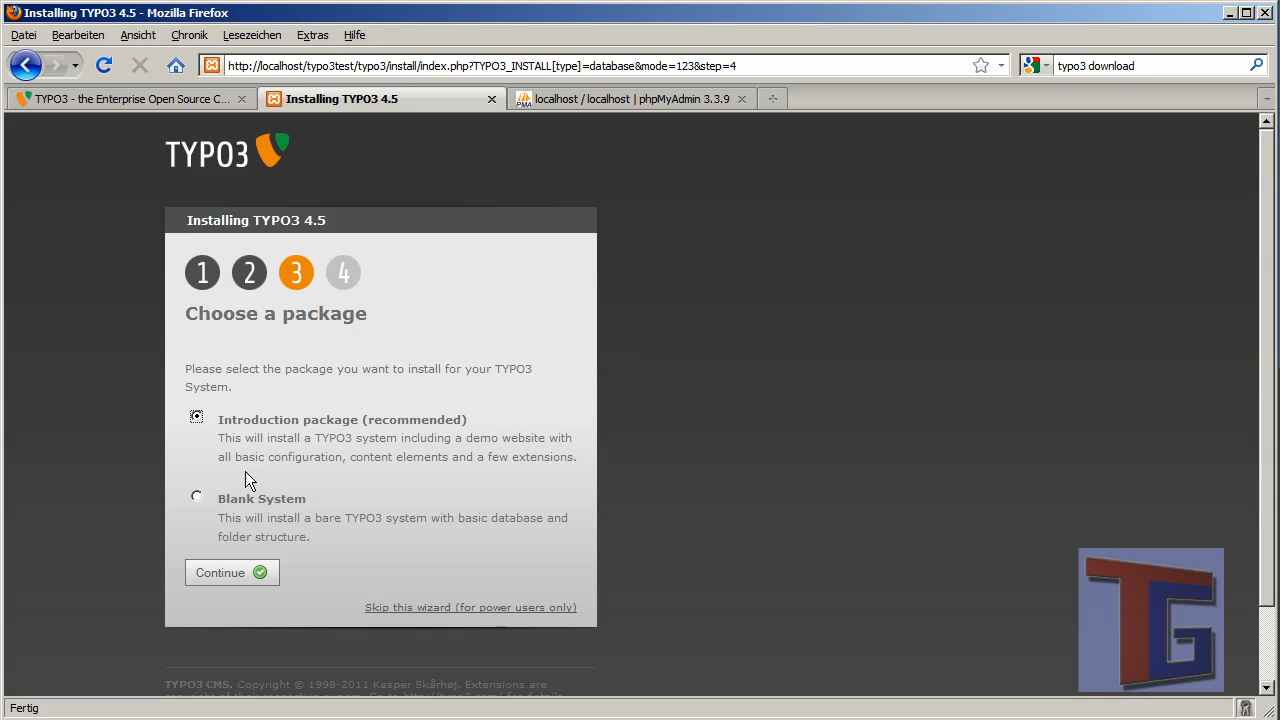 Installing TYPO3 4.5 - Mozilla Firefox
Datei Bearbeiten Ansicht Chronik Lesezeichen Extras Hilfe
http://localhost/typo3test/typo3/install/index.php?TYPO3_INSTALL[type]=database&mode=123&step=4
typo3 download
TYPO3 - the Enterprise Open Source C...
Installing TYPO3 4.5
localhost / localhost | phpMyAdmin 3.3.9
TYPO3
Installing TYPO3 4.5
1 2 3 4
Choose a package
Please select the package you want to install for your TYPO3
System.
Introduction package (recommended)
This will install a TYPO3 system including a demo website with
all basic configuration, content elements and a few extensions.
Blank System
This will install a bare TYPO3 system with basic database and
folder structure.
Continue
Skip this wizard (for power users only)
TYPO3 CMS. Copyright © 1998-2011 Kasper Skårhøj. Extensions are
TG
Fertig